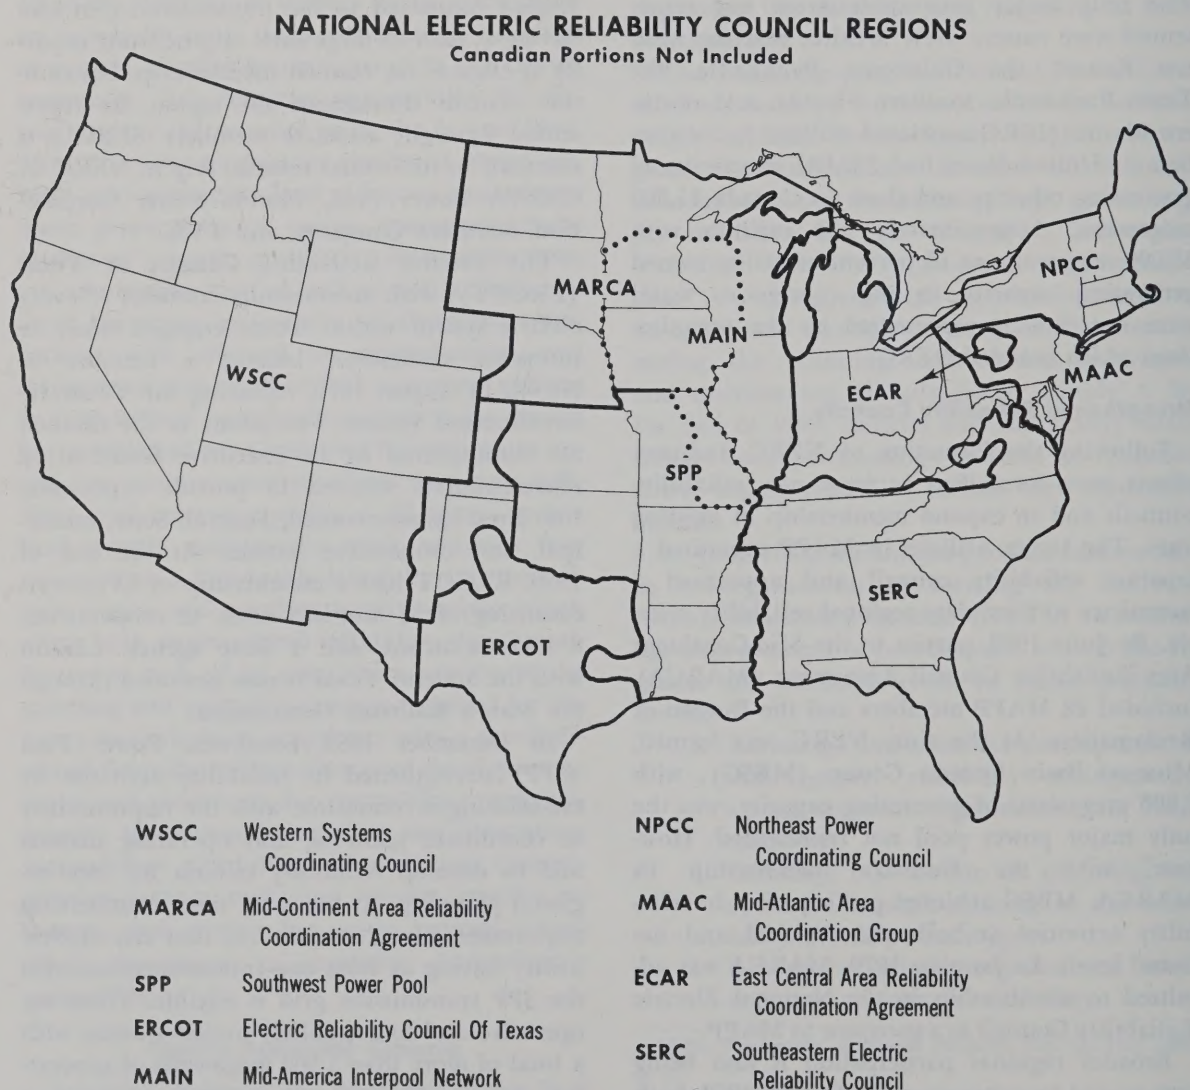 NATIONAL ELECTRIC RELIABILITY COUNCIL REGIONS
Canadian Portions Not Included
NPCC
MARCA
MAIN
MAAC
WSCC
ECAR
SPP
SERC
ERCOT
WSCC Western Systems
Coordinating Council
MARCA Mid-Continent Area Reliability
Coordination Agreement
SPP Southwest Power Pool
ERCOT Electric Reliability Council Of Texas
MAIN Mid-America Interpool Network
NPCC Northeast Power
Coordinating Council
MAAC Mid-Atlantic Area
Coordination Group
ECAR East Central Area Reliability
Coordination Agreement
SERC Southeastern Electric
Reliability Council